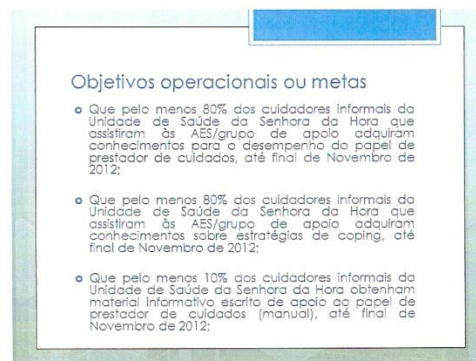 Objetivos operacionais ou metas
Que pelo menos 80% dos cuidadores informais da
Unidade de Saúde da Senhora da Hora que
assistiram às AES/grupo de apoio adquiram
conhecimentos para o desempenho do papel de
prestador de cuidados, até final de Novembro de
2012;
Que pelo menos 80% dos cuidadores informais da
Unidade de Saúde da Senhora da Hora que
assistiram às AES/grupo de apoio adquiram
conhecimentos sobre estratégias de coping, até
final de Novembro de 2012;
Que pelo menos 10% dos cuidadores informais da
Unidade de Saúde da Senhora da Hora obtenham
material informativo escrito de apoio ao papel de
prestador de cuidados (manual), até final de
Novembro de 2012;